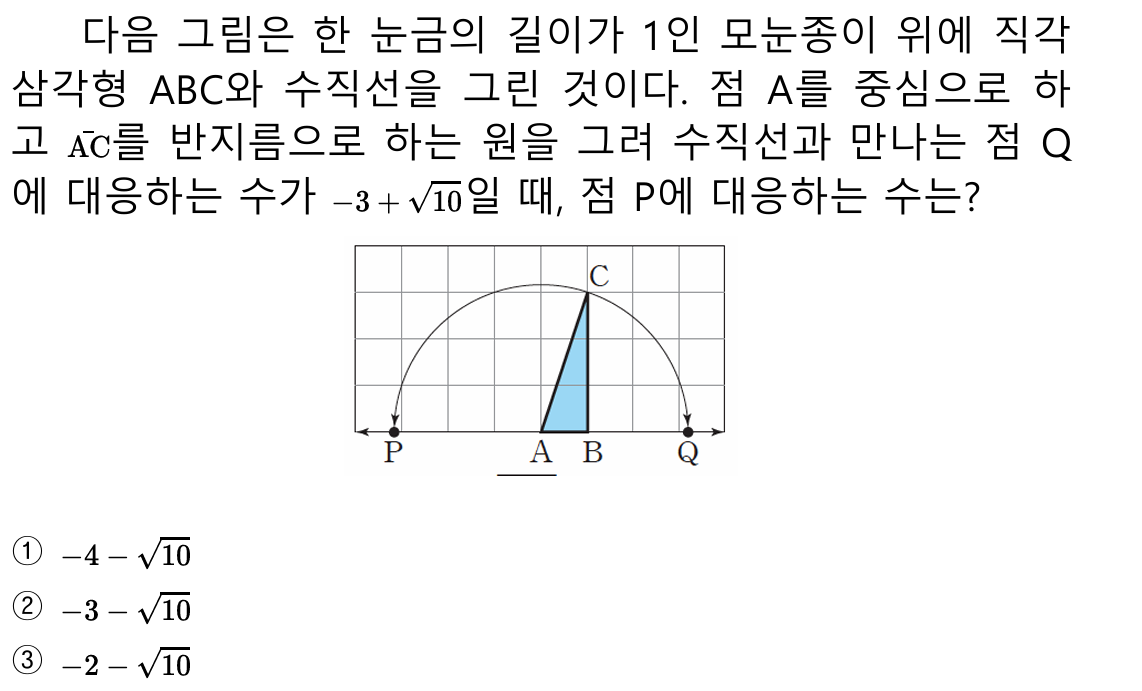 다음 그림은 한 눈금의 길이가 1인 모눈종이 위에 직각
삼각형 ABC와 수직선을 그린 것이다. 점 A를 중심으로 하
고 A̅C̅를 반지름으로 하는 원을 그려 수직선과 만나는 점 Q
에 대응하는 수가 −3 + √10일 때, 점 P에 대응하는 수는?
C
P A B Q
① −4 − √10
② −3 − √10
③ −2 − √10